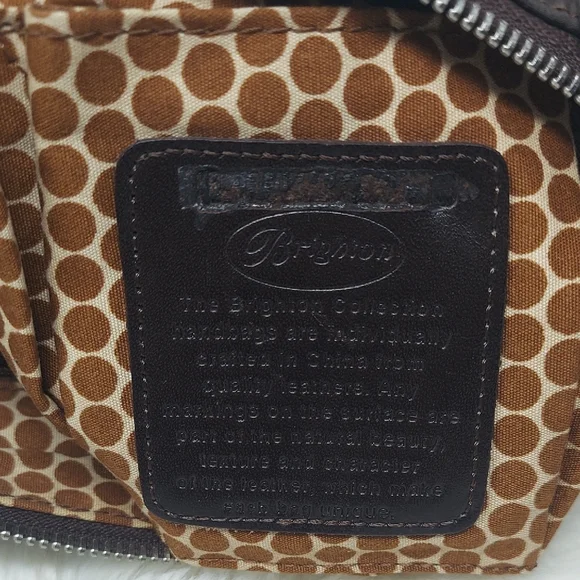 Brighton
The Brighton Collection
handbags are individually
crafted in China from
quality leathers. Any
markings on the surface are
part of the natural beauty,
texture and character
of the leather, which make
each bag unique.